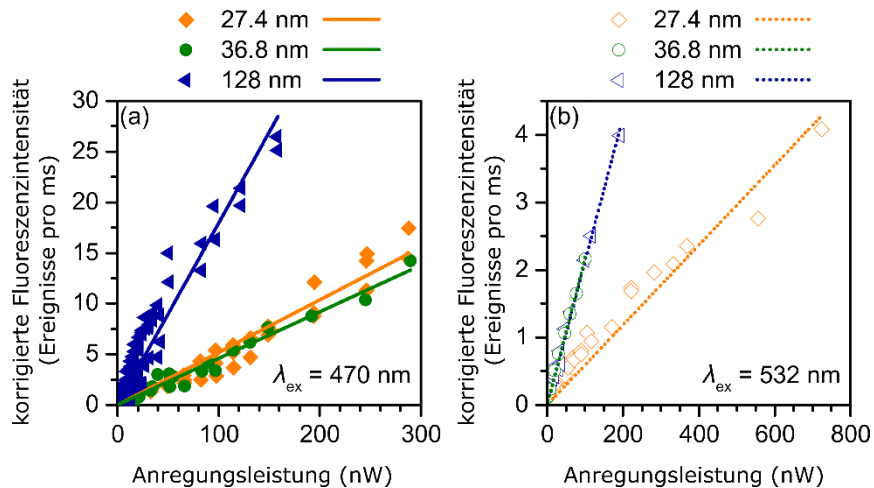 27.4 nm
36.8 nm
128 nm
27.4 nm
36.8 nm
128 nm
korrigierte Fluoreszenzintensität
(Ereignisse pro ms)
30
25
20
15
10
5
0
(a)
λex = 470 nm
0
100
200
300
Anregungsleistung (nW)
korrigierte Fluoreszenzintensität
(Ereignisse pro ms)
4
3
2
1
0
(b)
λex = 532 nm
0
200
400
600
800
Anregungsleistung (nW)